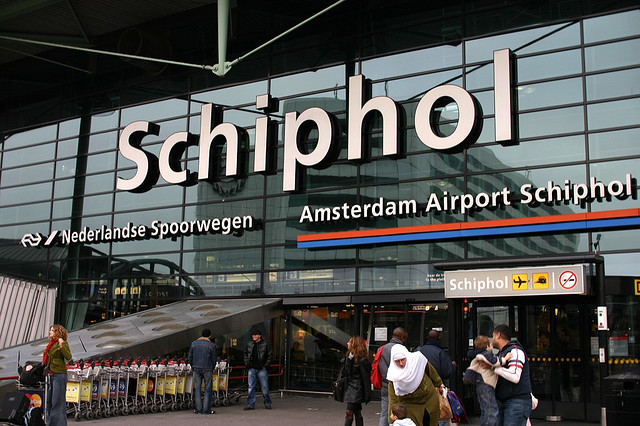 Schiphol
Nederlandse Spoorwegen
Amsterdam Airport Schiphol
Schiphol